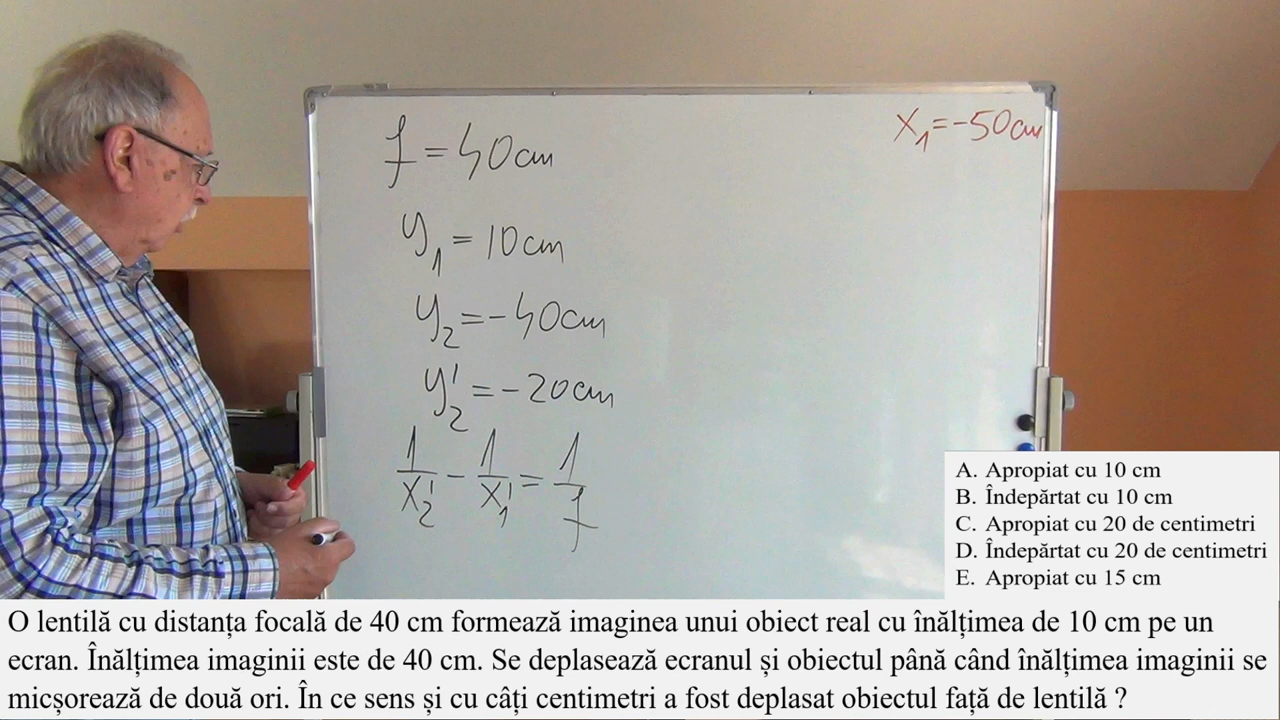 f = 40cm
x₁ = -50cm
y₁ = 10cm
y₂ = -40cm
y₂' = -20cm
1/x₂' - 1/x₁' = 1/f
A. Apropiat cu 10 cm
B. Îndepărtat cu 10 cm
C. Apropiat cu 20 de centimetri
D. Îndepărtat cu 20 de centimetri
E. Apropiat cu 15 cm
O lentilă cu distanța focală de 40 cm formează imaginea unui obiect real cu înălțimea de 10 cm pe un
ecran. Înălțimea imaginii este de 40 cm. Se deplasează ecranul și obiectul până când înălțimea imaginii se
micșorează de două ori. În ce sens și cu câți centimetri a fost deplasat obiectul față de lentilă ?